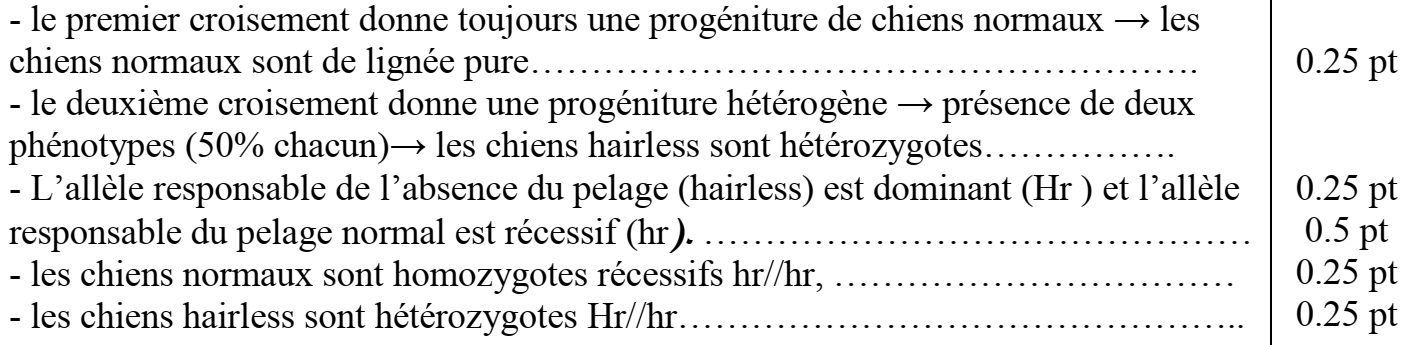 - le premier croisement donne toujours une progéniture de chiens normaux → les
chiens normaux sont de lignée pure………………………………………………. 0.25 pt
- le deuxième croisement donne une progéniture hétérogène → présence de deux
phénotypes (50% chacun)→ les chiens hairless sont hétérozygotes…………….
- L’allèle responsable de l’absence du pelage (hairless) est dominant (Hr ) et l’allèle 0.25 pt
responsable du pelage normal est récessif (hr). ……………………………………… 0.5 pt
- les chiens normaux sont homozygotes récessifs hr//hr, …………………………… 0.25 pt
- les chiens hairless sont hétérozygotes Hr//hr……………………………………….. 0.25 pt